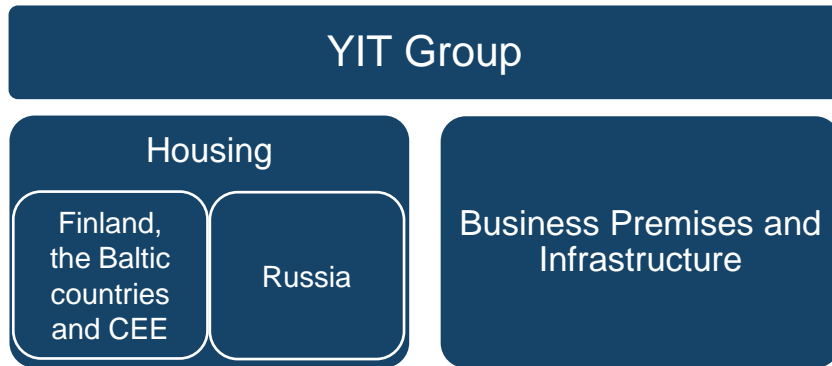 YIT Group
Housing
Finland,
the Baltic
countries
and CEE
Russia
Business Premises and
Infrastructure